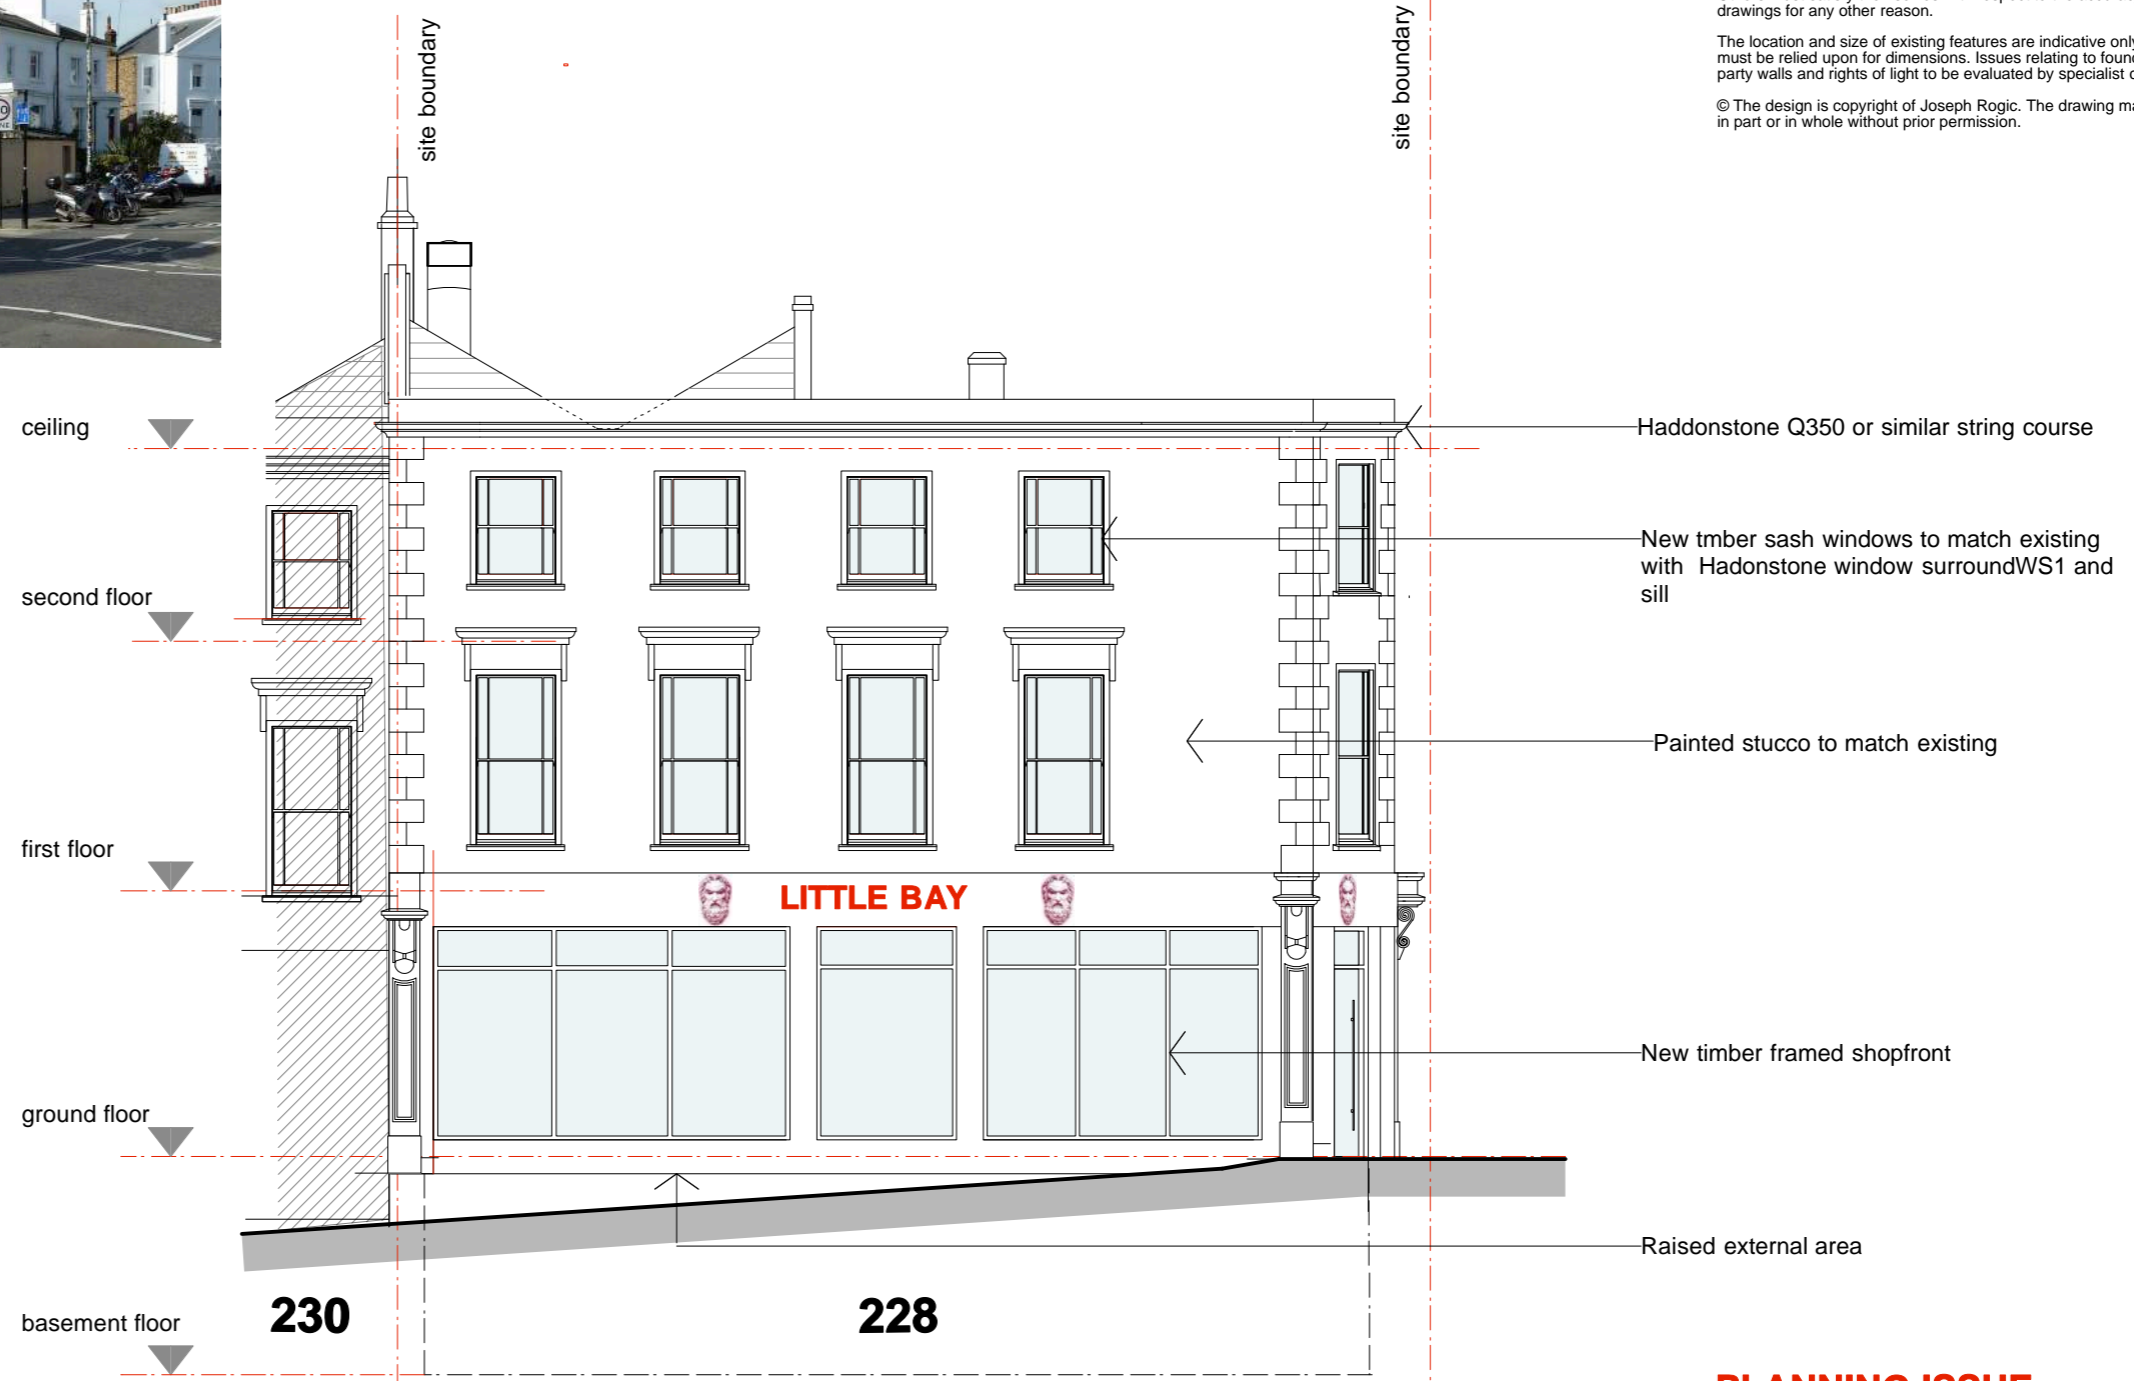 drawings for any other reason.
The location and size of existing features are indicative only
must be relied upon for dimensions. Issues relating to found
party walls and rights of light to be evaluated by specialist
© The design is copyright of Joseph Rogic. The drawing
in part or in whole without prior permission.
site boundary
site boundary
ceiling
Haddonstone Q350 or similar string course
New tmber sash windows to match existing
with Hadonstone window surroundWS1 and
sill
second floor
Painted stucco to match existing
first floor
LITTLE BAY
New timber framed shopfront
ground floor
Raised external area
230
228
basement floor
PLANNING ISSUE